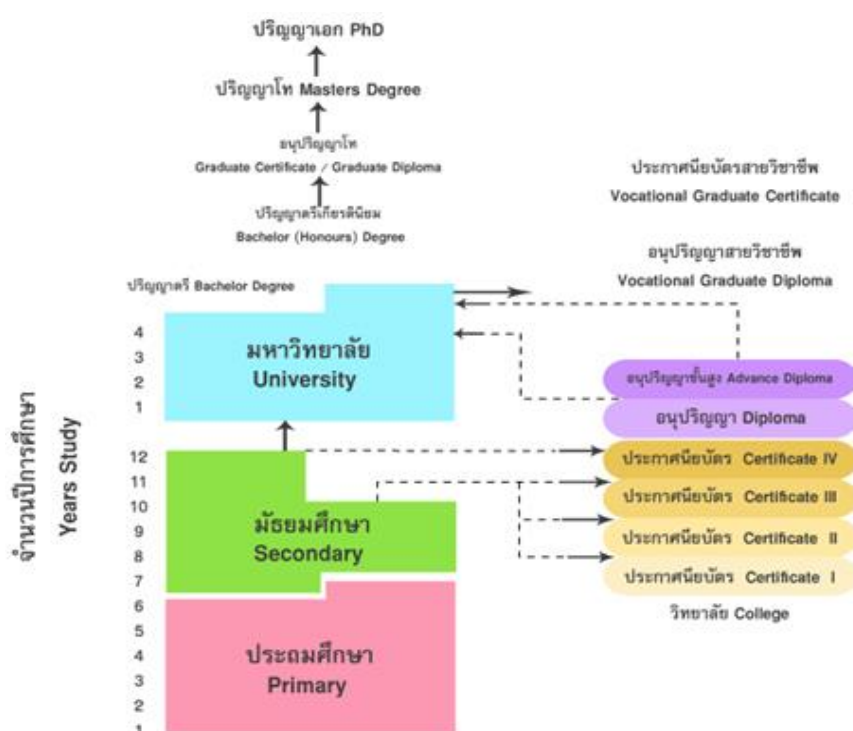 ปริญญาเอก PhD
ปริญญาโท Masters Degree
อนุปริญญาโท
Graduate Certificate / Graduate Diploma
ปริญญาตรีเกียรตินิยม
Bachelor (Honours) Degree
ปริญญาตรี Bachelor Degree
ประกาศนียบัตรสายวิชาชีพ
Vocational Graduate Certificate
อนุปริญญาสายวิชาชีพ
Vocational Graduate Diploma
จำนวนปีการศึกษา
Years Study
4
3
2
1
มหาวิทยาลัย
University
12
11
10
9
8
7
มัธยมศึกษา
Secondary
6
5
4
3
2
1
ประถมศึกษา
Primary
อนุปริญญาชั้นสูง Advance Diploma
อนุปริญญา Diploma
ประกาศนียบัตร Certificate IV
ประกาศนียบัตร Certificate III
ประกาศนียบัตร Certificate II
ประกาศนียบัตร Certificate I
วิทยาลัย College